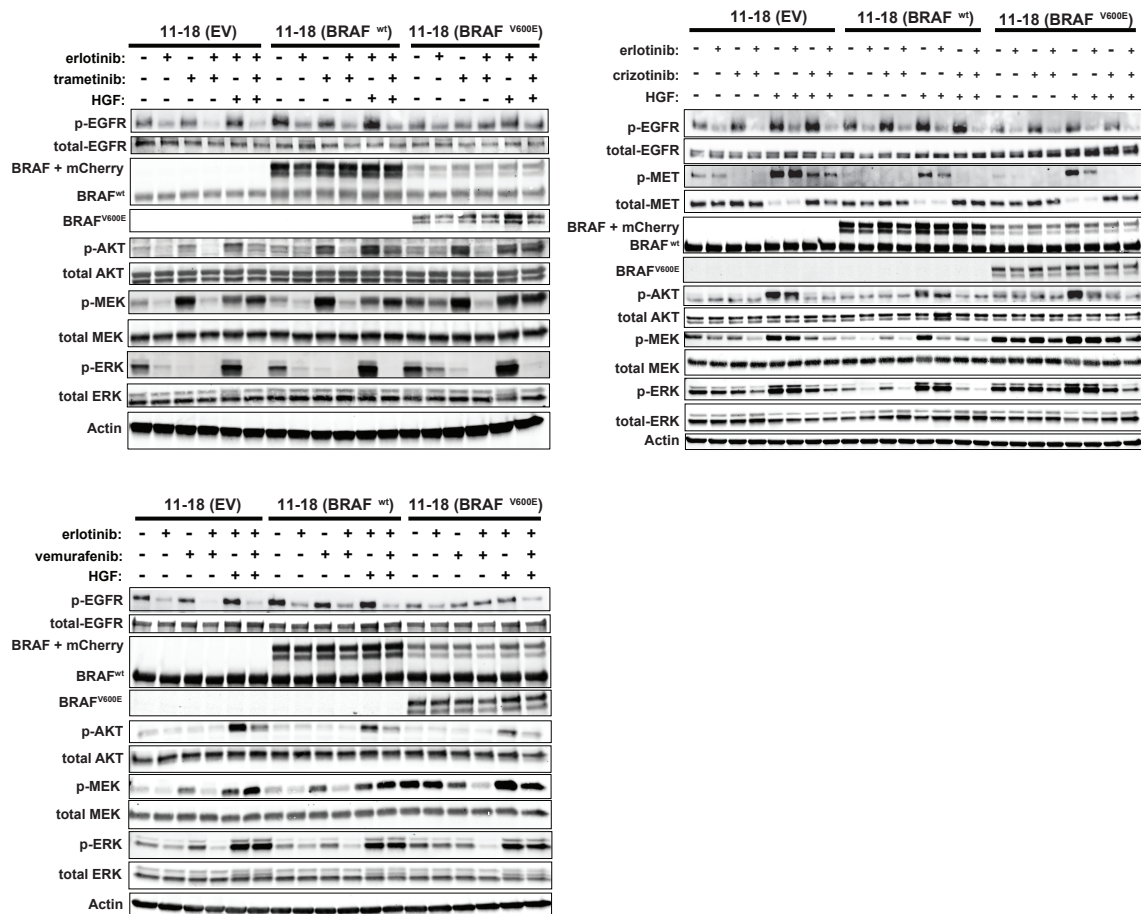 11-18 (EV) 11-18 (BRAF wt) 11-18 (BRAF V600E)
erlotinib: - + - + + + - + - + + + - + - + + +
trametinib: - - + + - + - - + + - + - - + + - +
HGF: - - - - + + - - - - + + - - - - + +
p-EGFR
total-EGFR
BRAF + mCherry
BRAFwt
BRAFV600E
p-AKT
total AKT
p-MEK
total MEK
p-ERK
total ERK
Actin
11-18 (EV) 11-18 (BRAF wt) 11-18 (BRAF V600E)
erlotinib: - + - + - + - + - + - + - + - + - + - + - + - +
crizotinib: - - + + - - + + - - + + - - + + - - + + - - + +
HGF: - - - - + + + + - - - - + + + + - - - - + + + +
p-EGFR
total-EGFR
p-MET
total-MET
BRAF + mCherry
BRAFwt
BRAFV600E
p-AKT
total AKT
p-MEK
total MEK
p-ERK
total-ERK
Actin
11-18 (EV) 11-18 (BRAF wt) 11-18 (BRAF V600E)
erlotinib: - + - + + + - + - + + + - + - + + +
vemurafenib: - - + + - + - - + + - + - - + + - +
HGF: - - - - + + - - - - + + - - - - + +
p-EGFR
total-EGFR
BRAF + mCherry
BRAFwt
BRAFV600E
p-AKT
total AKT
p-MEK
total MEK
p-ERK
total ERK
Actin